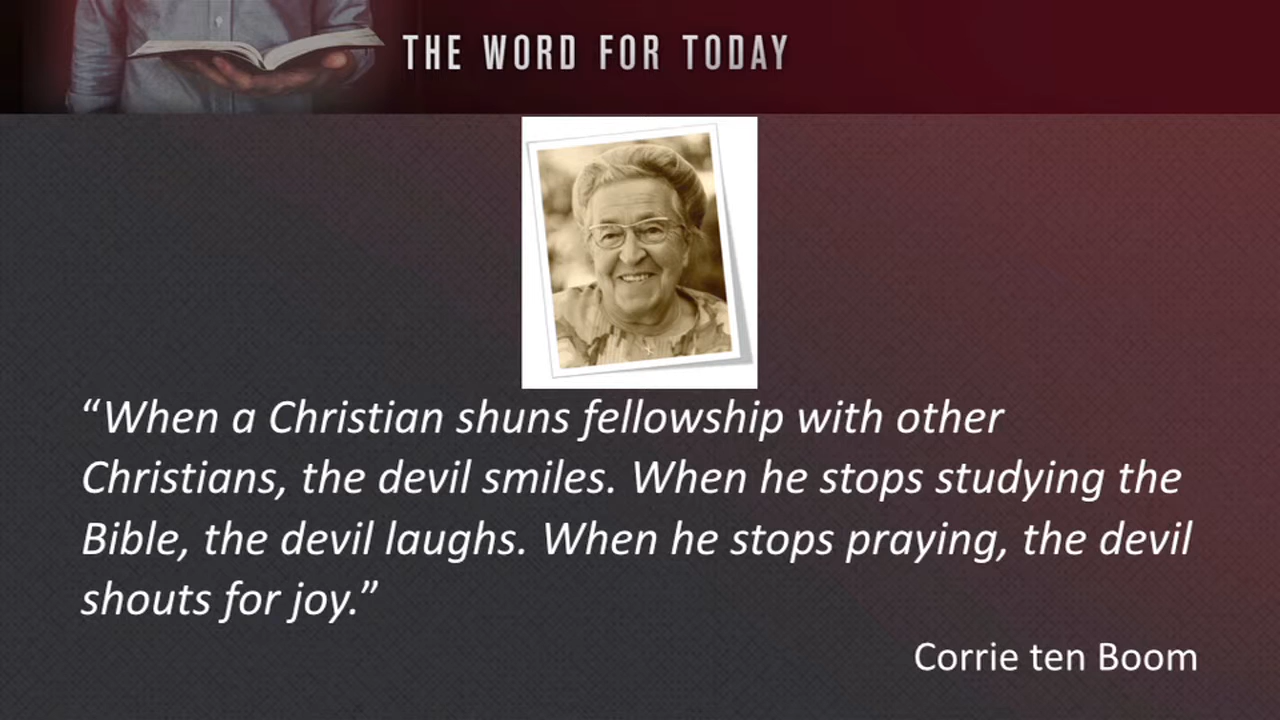 THE WORD FOR TODAY
“When a Christian shuns fellowship with other
Christians, the devil smiles. When he stops studying the
Bible, the devil laughs. When he stops praying, the devil
shouts for joy.”
Corrie ten Boom